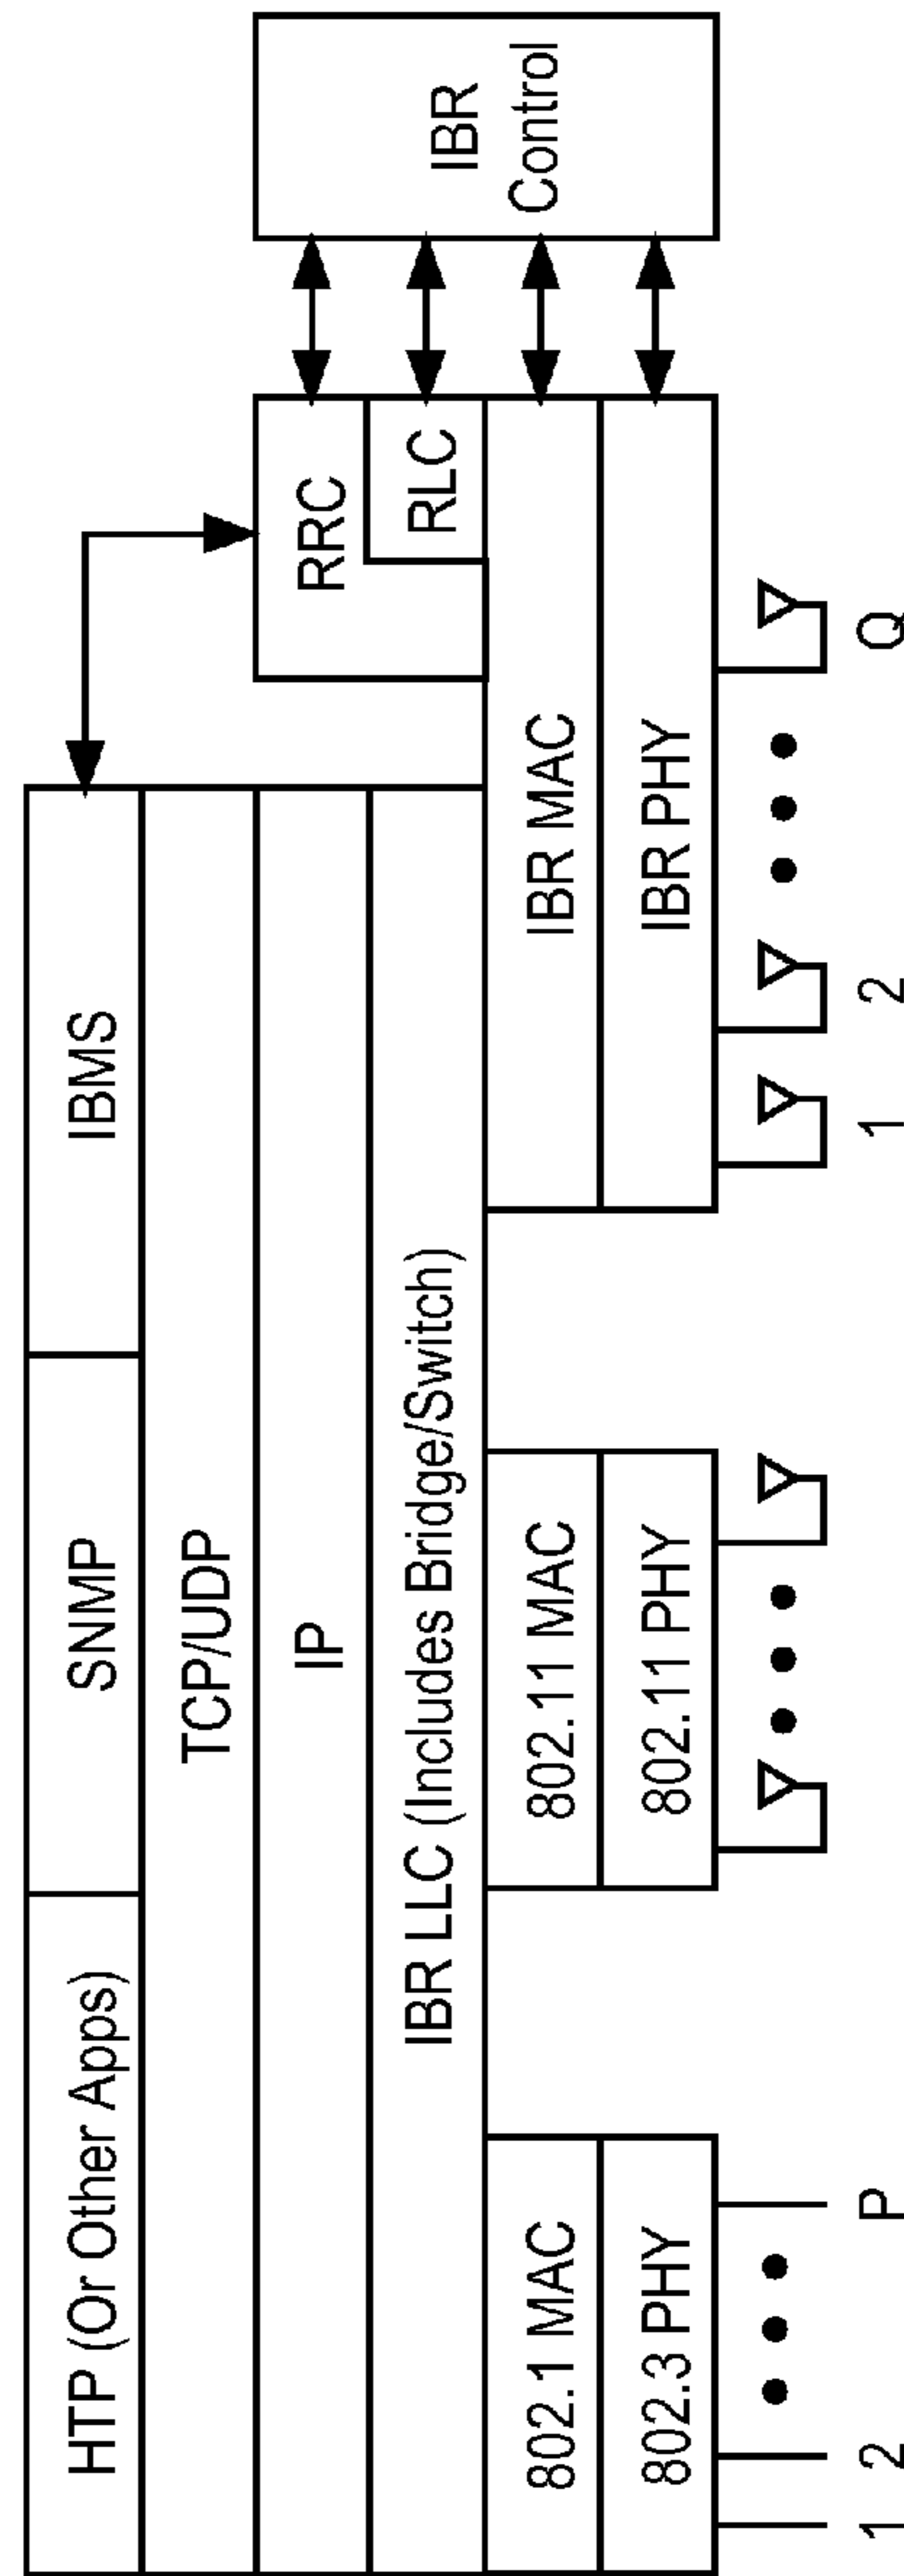 HTP (Or Other Apps)
SNMP
IBMS
TCP/UDP
IP
IBR LLC (Includes Bridge/Switch)
RRC
RLC
IBR
Control
802.1 MAC
802.11 MAC
IBR MAC
802.3 PHY
802.11 PHY
IBR PHY
1
2
P
1
2
Q